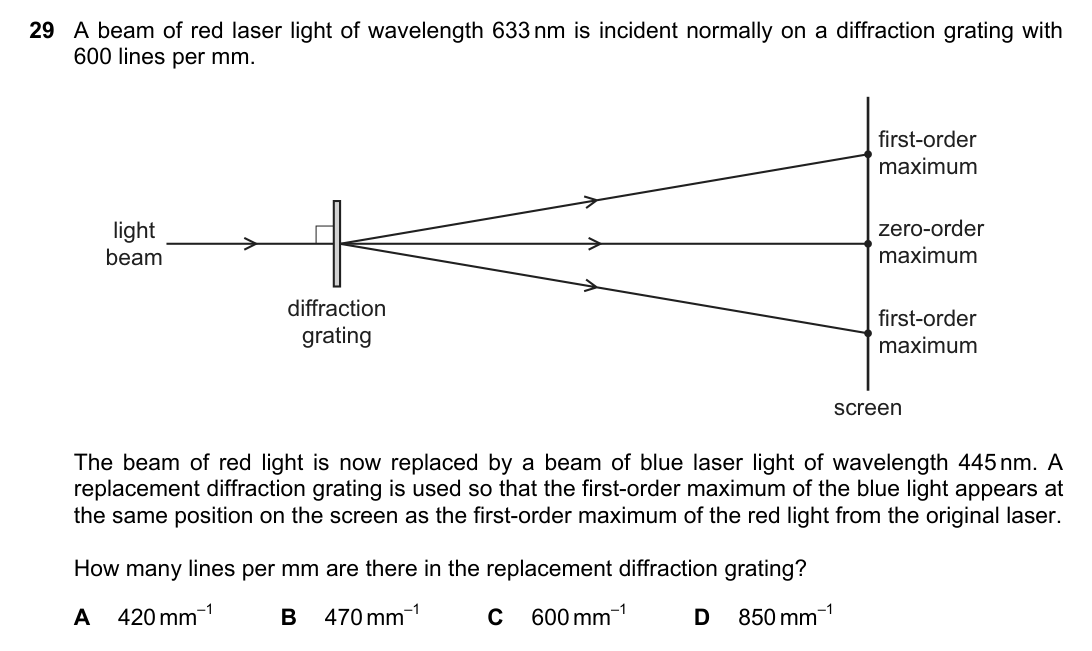 29 A beam of red laser light of wavelength 633 nm is incident normally on a diffraction grating with
600 lines per mm.
first-order
maximum
light
beam
zero-order
maximum
diffraction
grating
first-order
maximum
screen
The beam of red light is now replaced by a beam of blue laser light of wavelength 445 nm. A
replacement diffraction grating is used so that the first-order maximum of the blue light appears at
the same position on the screen as the first-order maximum of the red light from the original laser.
How many lines per mm are there in the replacement diffraction grating?
A 420 mm⁻¹ B 470 mm⁻¹ C 600 mm⁻¹ D 850 mm⁻¹